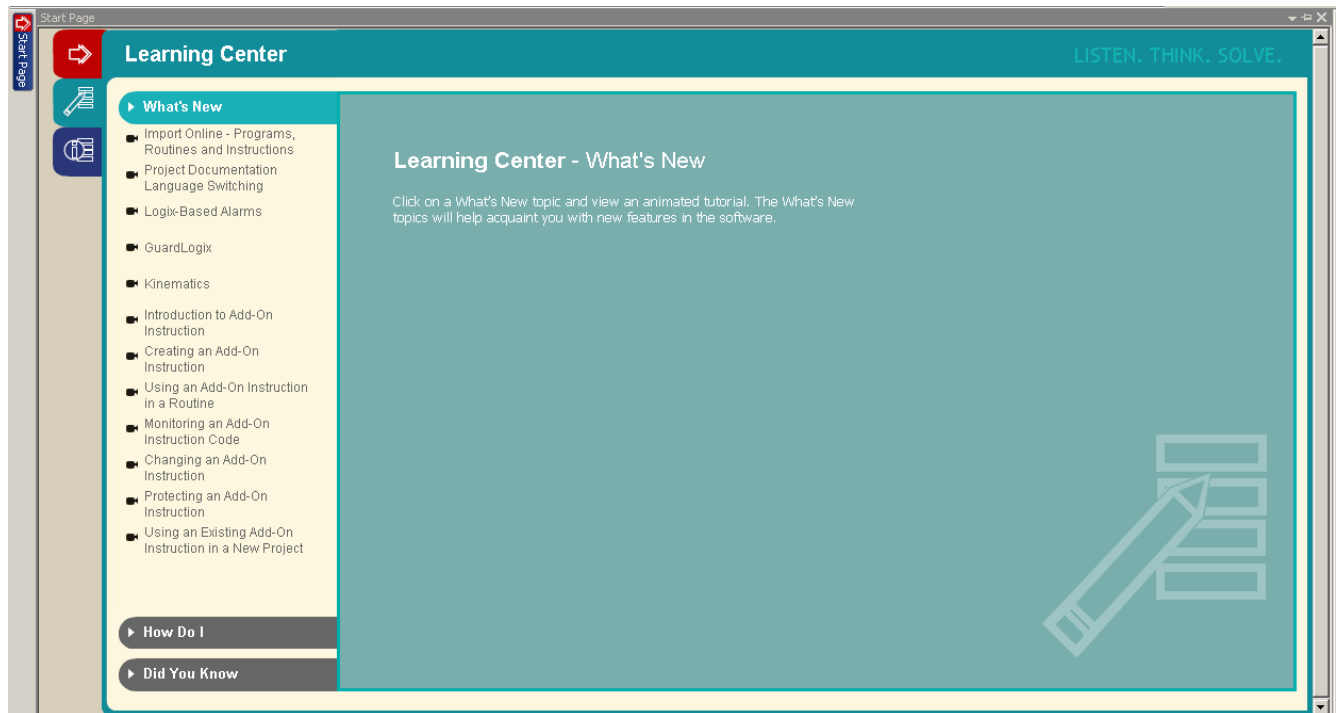 Start Page
Start Page
Learning Center
LISTEN. THINK. SOLVE.
What's New
Import Online - Programs,
Routines and Instructions
Project Documentation
Language Switching
Logix-Based Alarms
GuardLogix
Kinematics
Introduction to Add-On
Instruction
Creating an Add-On
Instruction
Using an Add-On Instruction
in a Routine
Monitoring an Add-On
Instruction Code
Changing an Add-On
Instruction
Protecting an Add-On
Instruction
Using an Existing Add-On
Instruction in a New Project
How Do I
Did You Know
Learning Center - What's New
Click on a What's New topic and view an animated tutorial. The What's New
topics will help acquaint you with new features in the software.